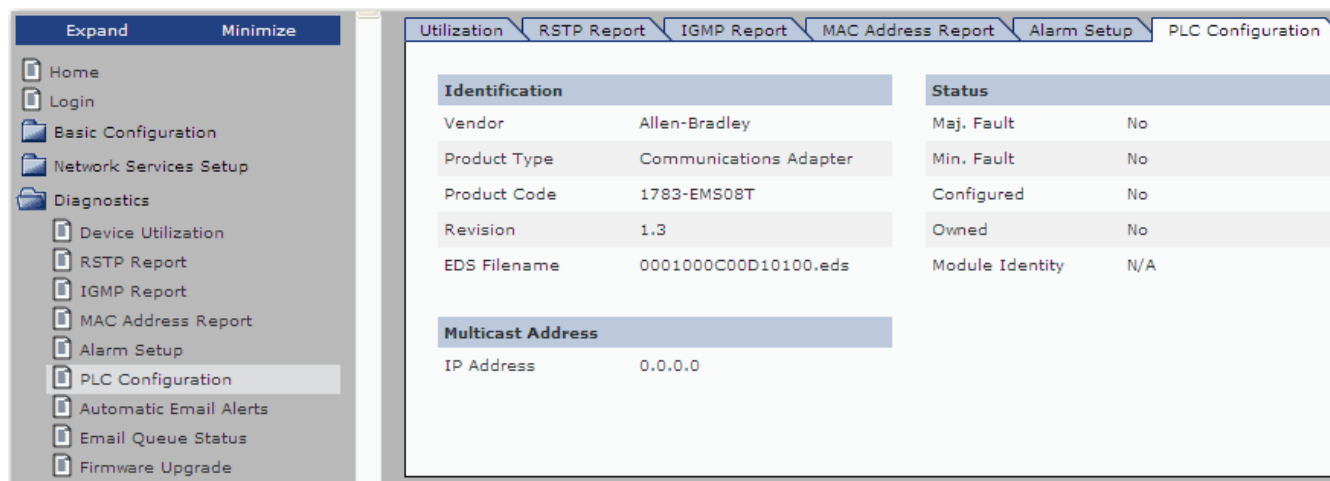 Expand Minimize
Home
Login
Basic Configuration
Network Services Setup
Diagnostics
Device Utilization
RSTP Report
IGMP Report
MAC Address Report
Alarm Setup
PLC Configuration
Automatic Email Alerts
Email Queue Status
Firmware Upgrade
Utilization RSTP Report IGMP Report MAC Address Report Alarm Setup PLC Configuration
Identification
Vendor Allen-Bradley
Product Type Communications Adapter
Product Code 1783-EMS08T
Revision 1.3
EDS Filename 0001000C00D10100.eds
Multicast Address
IP Address 0.0.0.0
Status
Maj. Fault No
Min. Fault No
Configured No
Owned No
Module Identity N/A